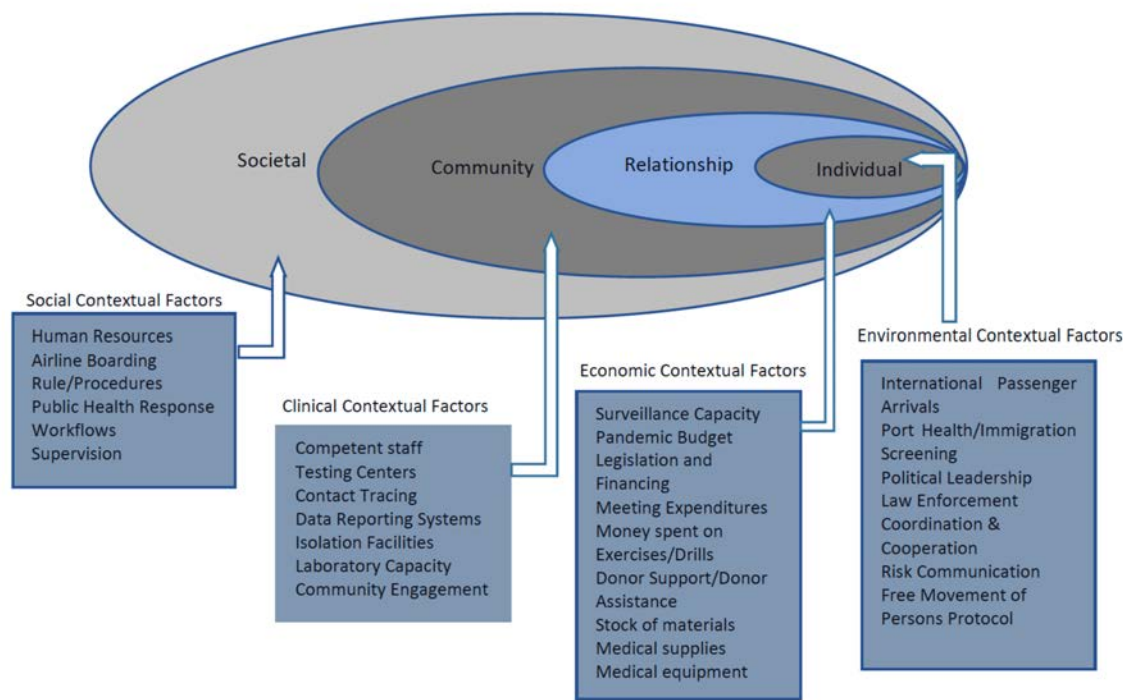 Societal
Community
Relationship
Individual
Social Contextual Factors
Human Resources
Airline Boarding
Rule/Procedures
Public Health Response
Workflows
Supervision
Clinical Contextual Factors
Competent staff
Testing Centers
Contact Tracing
Data Reporting Systems
Isolation Facilities
Laboratory Capacity
Community Engagement
Economic Contextual Factors
Surveillance Capacity
Pandemic Budget
Legislation and
Financing
Meeting Expenditures
Money spent on
Exercises/Drills
Donor Support/Donor
Assistance
Stock of materials
Medical supplies
Medical equipment
Environmental Contextual Factors
International Passenger
Arrivals
Port Health/Immigration
Screening
Political Leadership
Law Enforcement
Coordination &
Cooperation
Risk Communication
Free Movement of
Persons Protocol